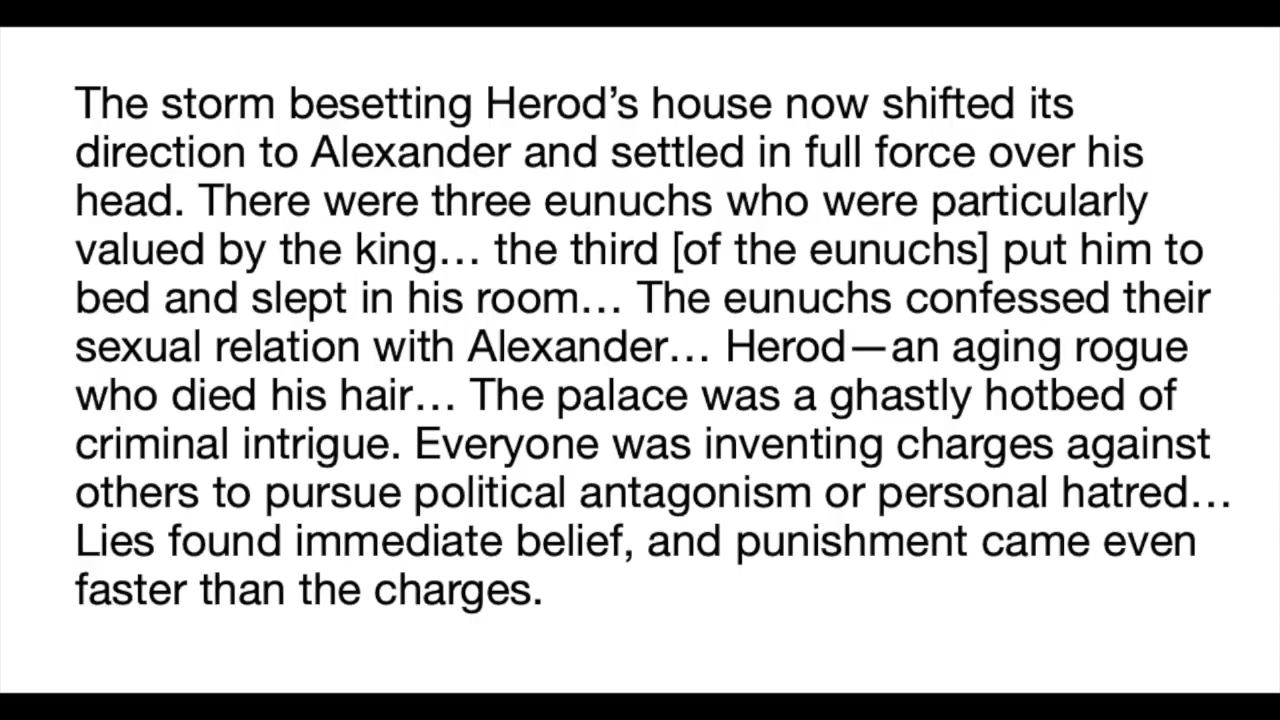 The storm besetting Herod’s house now shifted its
direction to Alexander and settled in full force over his
head. There were three eunuchs who were particularly
valued by the king… the third [of the eunuchs] put him to
bed and slept in his room… The eunuchs confessed their
sexual relation with Alexander… Herod—an aging rogue
who died his hair… The palace was a ghastly hotbed of
criminal intrigue. Everyone was inventing charges against
others to pursue political antagonism or personal hatred…
Lies found immediate belief, and punishment came even
faster than the charges.